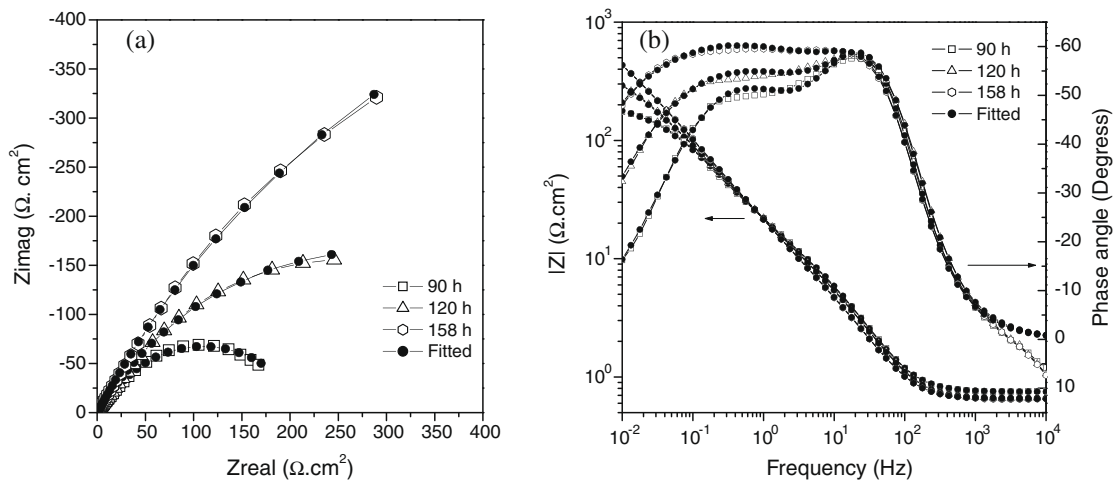 (a)
-400
-350
-300
-250
-200
-150
-100
-50
0
0 50 100 150 200 250 300 350 400
Zimag (Ω. cm²)
Zreal (Ω.cm²)
90 h
120 h
158 h
Fitted
(b)
10³
10²
10¹
10⁰
|Z| (Ω.cm²)
10⁻² 10⁻¹ 10⁰ 10¹ 10² 10³ 10⁴
Frequency (Hz)
90 h
120 h
158 h
Fitted
-60
-50
-40
-30
-20
-10
0
10
Phase angle (Degress)